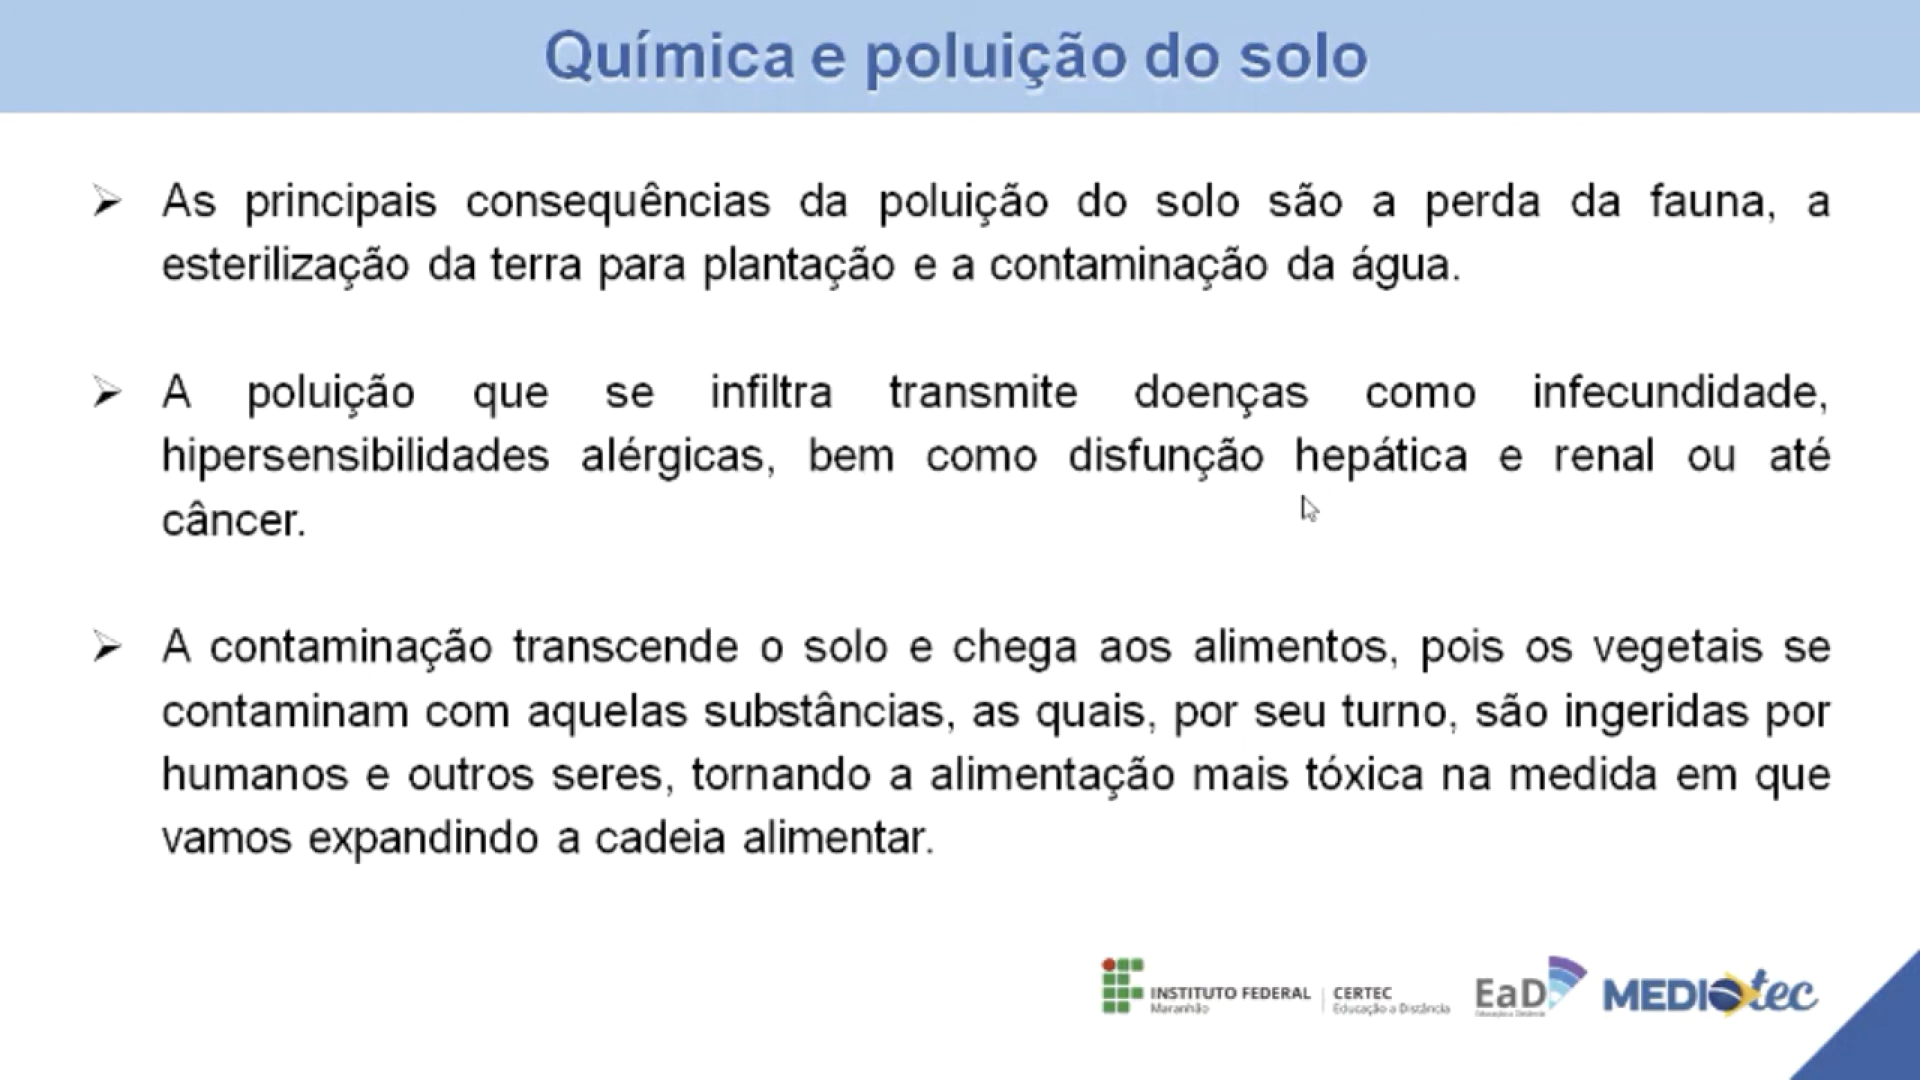 Química e poluição do solo
As principais consequências da poluição do solo são a perda da fauna, a
esterilização da terra para plantação e a contaminação da água.
A poluição que se infiltra transmite doenças como infecundidade,
hipersensibilidades alérgicas, bem como disfunção hepática e renal ou até
câncer.
A contaminação transcende o solo e chega aos alimentos, pois os vegetais se
contaminam com aquelas substâncias, as quais, por seu turno, são ingeridas por
humanos e outros seres, tornando a alimentação mais tóxica na medida em que
vamos expandindo a cadeia alimentar.
INSTITUTO FEDERAL
Maranhão
CERTEC
Educação a Distância
EaD
Educação a Distância
MEDIOtec